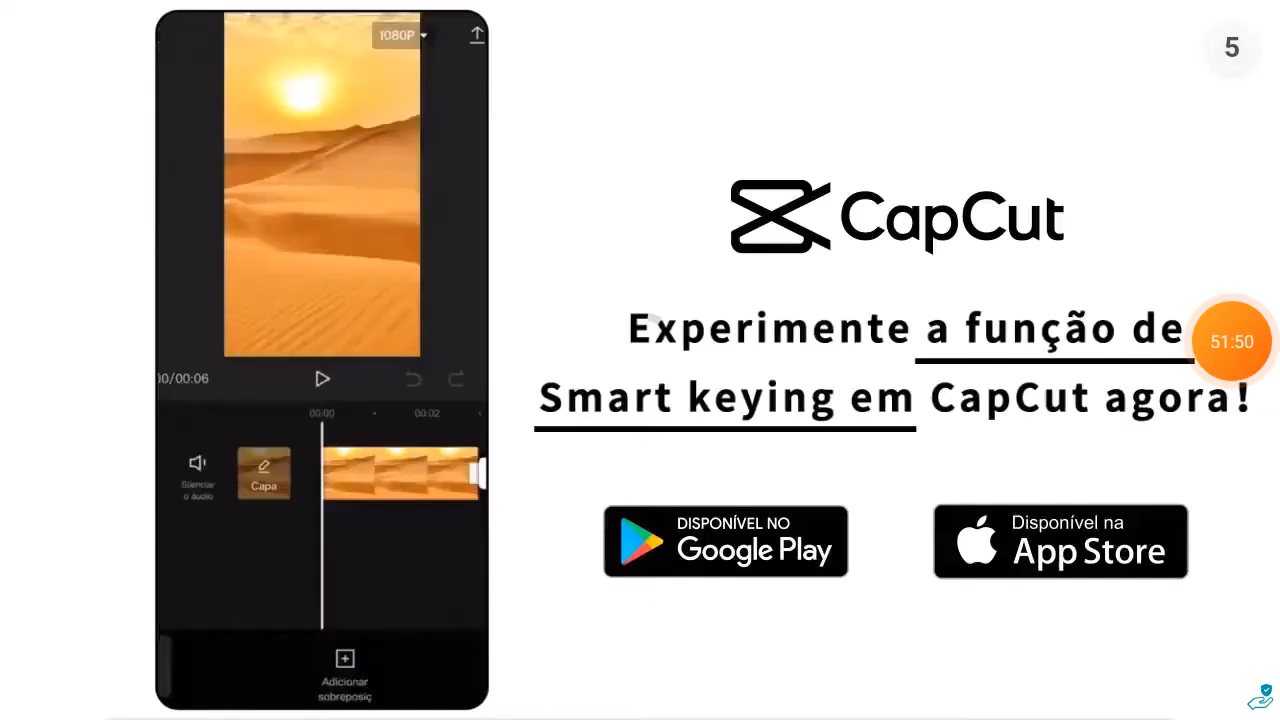 1080P
5
CapCut
Experimente a função de
51:50
Smart keying em CapCut agora!
00/00:06
00:00
00:02
Silenciar
o áudio
Capa
DISPONÍVEL NO
Google Play
Disponível na
App Store
Adicionar
sobreposiç